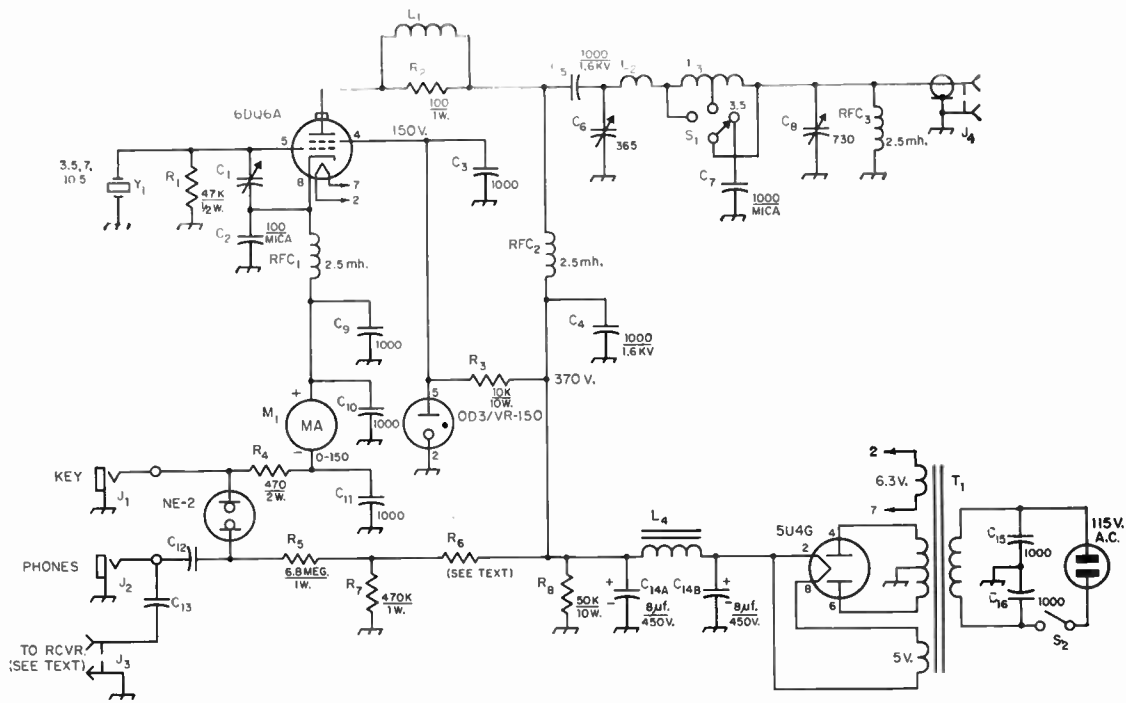 L1
R2
100
1W.
C5
1000
1.6KV
L2
L3
3.5
S1
C6
365
C7
1000
MICA
C8
730
RFC3
2.5mh.
J4
6DQ6A
5
4
8
7
2
150V.
C3
1000
3.5, 7,
10.5
Y1
R1
47K
1/2W.
C1
C2
100
MICA
RFC1
2.5mh.
RFC2
2.5mh.
C9
1000
C4
1000
1.6KV
R3
10K
10W.
370V.
5
OD3/VR-150
2
M1
+
MA
-
0-150
C10
1000
C11
1000
KEY
J1
R4
470
2W.
NE-2
PHONES
J2
C12
C13
R5
6.8MEG.
1W.
R6
(SEE TEXT)
R7
470K
1W.
R8
50K
10W.
L4
+
-
C14A
8µf.
450V.
C14B
+
-
8µf.
450V.
5U4G
2
4
8
6
2
6.3V.
7
T1
5V.
C15
1000
C16
1000
115V.
A.C.
S2
TO RCVR.
(SEE TEXT)
J3